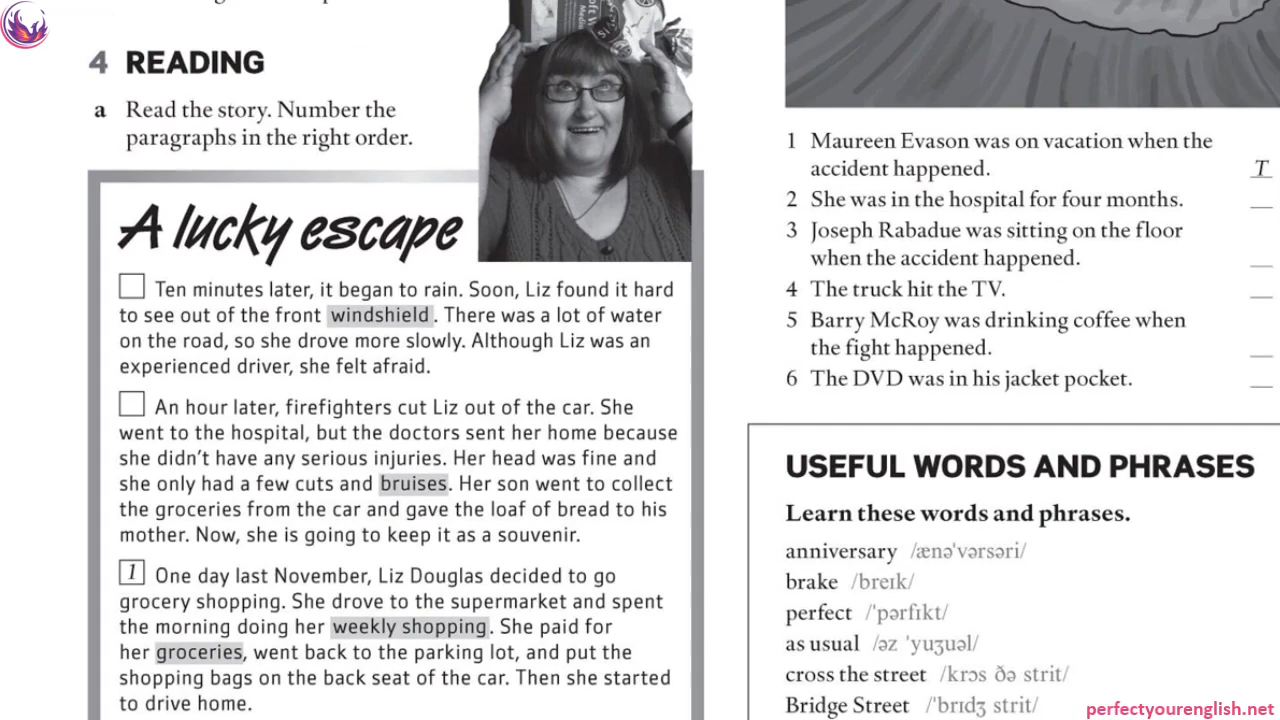 4 READING
a Read the story. Number the
paragraphs in the right order.
A lucky escape
Ten minutes later, it began to rain. Soon, Liz found it hard
to see out of the front windshield. There was a lot of water
on the road, so she drove more slowly. Although Liz was an
experienced driver, she felt afraid.
An hour later, firefighters cut Liz out of the car. She
went to the hospital, but the doctors sent her home because
she didn't have any serious injuries. Her head was fine and
she only had a few cuts and bruises. Her son went to collect
the groceries from the car and gave the loaf of bread to his
mother. Now, she is going to keep it as a souvenir.
1 One day last November, Liz Douglas decided to go
grocery shopping. She drove to the supermarket and spent
the morning doing her weekly shopping. She paid for
her groceries, went back to the parking lot, and put the
shopping bags on the back seat of the car. Then she started
to drive home.
1 Maureen Evason was on vacation when the
accident happened. T
2 She was in the hospital for four months.
3 Joseph Rabadue was sitting on the floor
when the accident happened.
4 The truck hit the TV.
5 Barry McRoy was drinking coffee when
the fight happened.
6 The DVD was in his jacket pocket.
USEFUL WORDS AND PHRASES
Learn these words and phrases.
anniversary /ænəˈvərsəri/
brake /breɪk/
perfect /ˈpərfɪkt/
as usual /əz ˈyuʒuəl/
cross the street /krɔs ðə strit/
Bridge Street /ˈbrɪdʒ strit/
perfectyourenglish.net